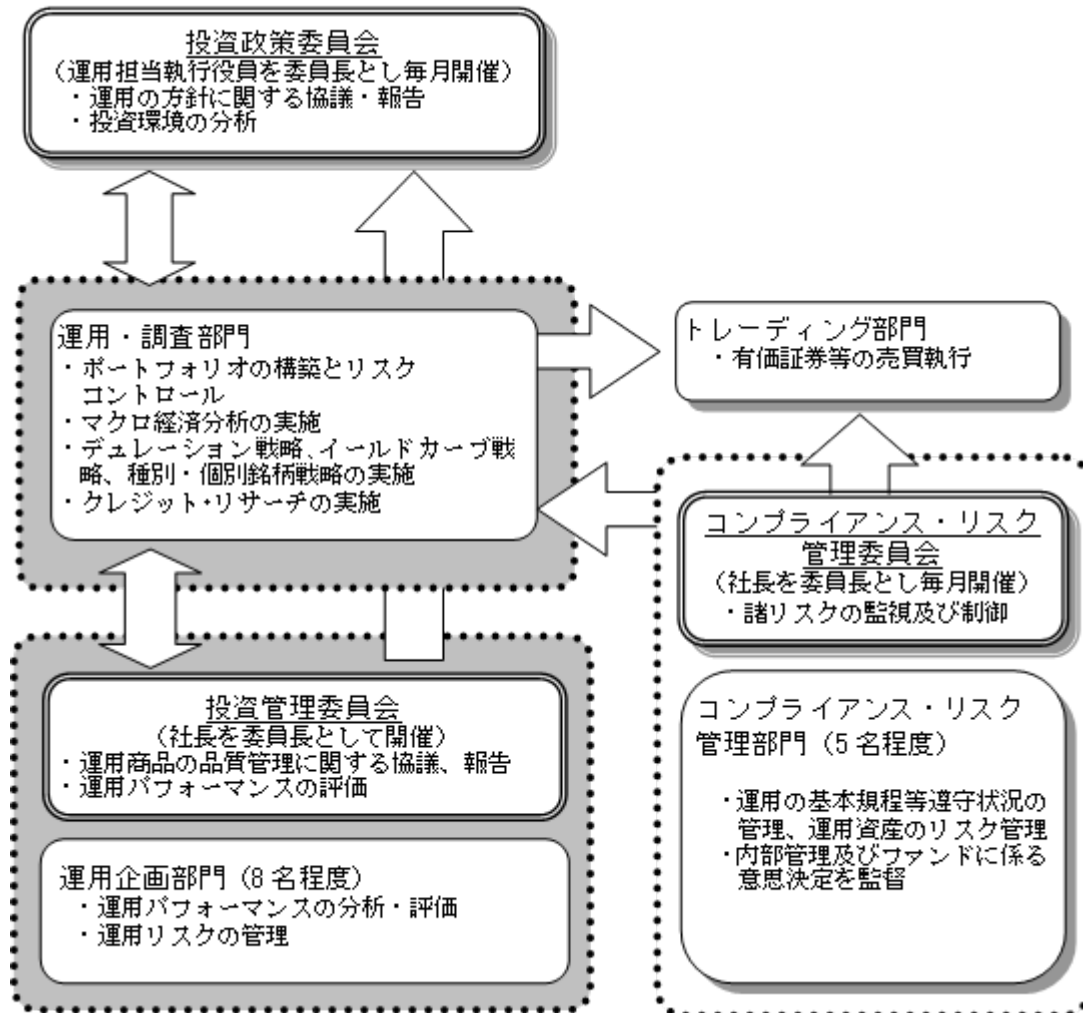 投資政策委員会
（運用担当執行役員を委員長とし毎月開催）
・運用の方針に関する協議・報告
・投資環境の分析
運用・調査部門
・ポートフォリオの構築とリスク
コントロール
・マクロ経済分析の実施
・デュレーション戦略、イールドカーブ戦
略、種別・個別銘柄戦略の実施
・クレジット・リサーチの実施
トレーディング部門
・有価証券等の売買執行
コンプライアンス・リスク
管理委員会
（社長を委員長とし毎月開催）
・諸リスクの監視及び制御
投資管理委員会
（社長を委員長として開催）
・運用商品の品質管理に関する協議、報告
・運用パフォーマンスの評価
運用企画部門（8名程度）
・運用パフォーマンスの分析・評価
・運用リスクの管理
コンプライアンス・リスク
管理部門（5名程度）
・運用の基本規程等遵守状況の
管理、運用資産のリスク管理
・内部管理及びファンドに係る
意思決定を監督